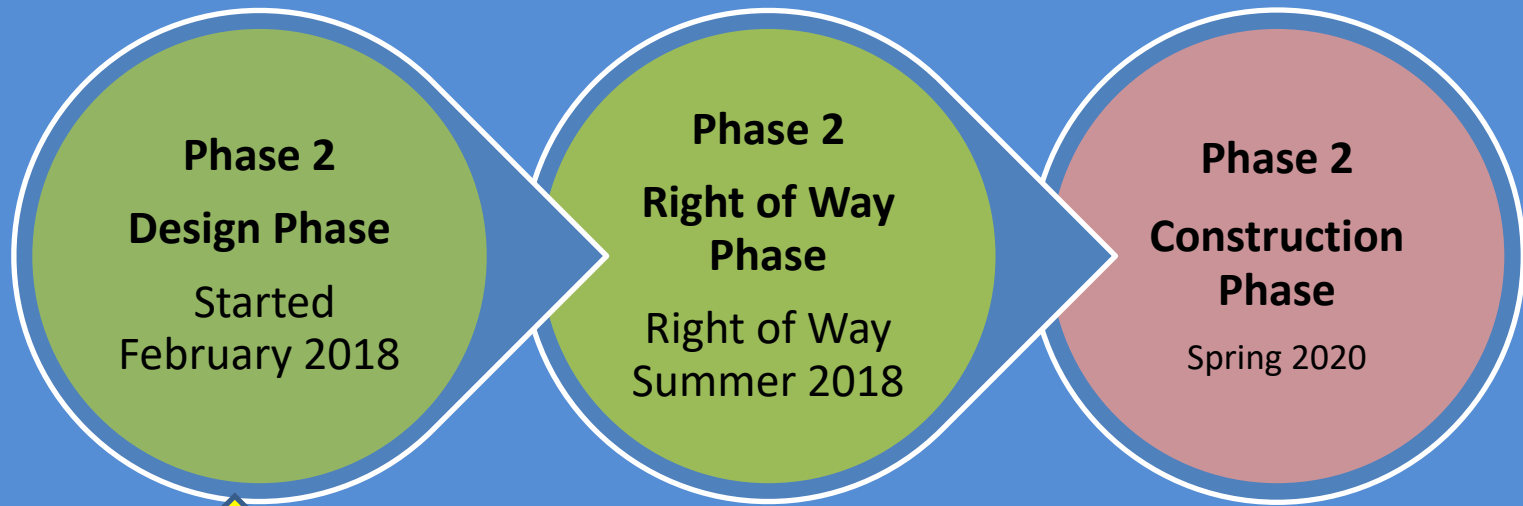 Phase 2
Design Phase
Started
February 2018
Phase 2
Right of Way
Phase
Right of Way
Summer 2018
Phase 2
Construction
Phase
Spring 2020